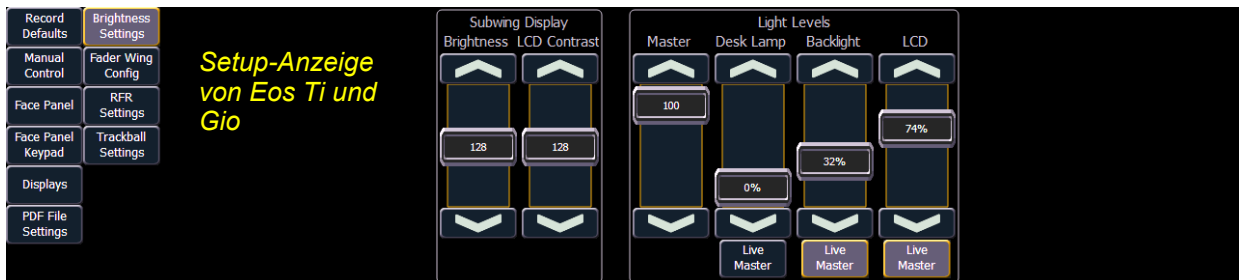 Record
Defaults
Brightness
Settings
Manual
Control
Fader Wing
Config
Face Panel
RFR
Settings
Face Panel
Keypad
Trackball
Settings
Displays
PDF File
Settings
Setup-Anzeige
von Eos Ti und
Gio
Subwing Display
Brightness LCD Contrast
128 128
Light Levels
Master Desk Lamp Backlight LCD
100
74%
32%
0%
Live
Master
Live
Master
Live
Master